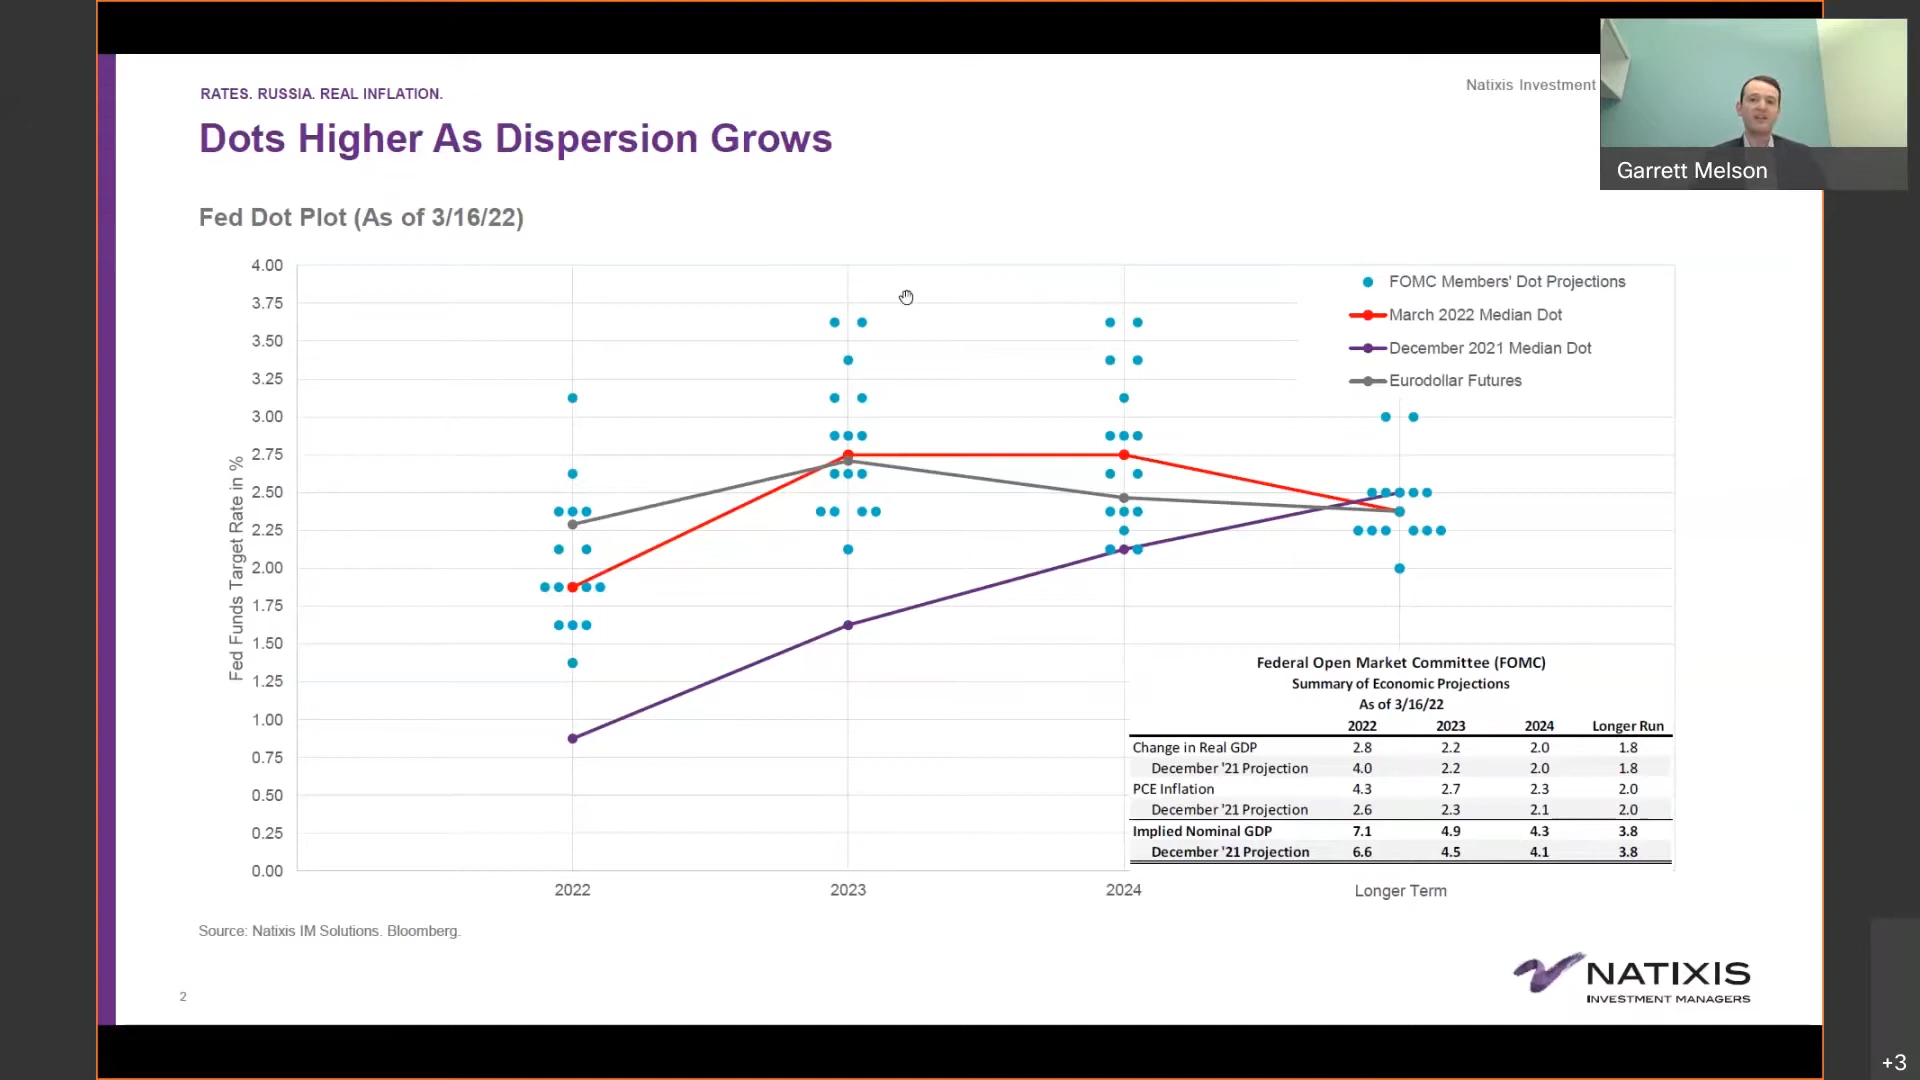 RATES. RUSSIA. REAL INFLATION.
Natixis Investment
Dots Higher As Dispersion Grows
Garrett Melson
Fed Dot Plot (As of 3/16/22)
4.00
3.75
3.50
3.25
3.00
2.75
2.50
2.25
2.00
1.75
1.50
1.25
1.00
0.75
0.50
0.25
0.00
Fed Funds Target Rate in %
FOMC Members' Dot Projections
March 2022 Median Dot
December 2021 Median Dot
Eurodollar Futures
Federal Open Market Committee (FOMC)
Summary of Economic Projections
As of 3/16/22
2022 2023 2024 Longer Run
Change in Real GDP 2.8 2.2 2.0 1.8
December '21 Projection 4.0 2.2 2.0 1.8
PCE Inflation 4.3 2.7 2.3 2.0
December '21 Projection 2.6 2.3 2.1 2.0
Implied Nominal GDP 7.1 4.9 4.3 3.8
December '21 Projection 6.6 4.5 4.1 3.8
2022 2023 2024 Longer Term
Source: Natixis IM Solutions. Bloomberg.
NATIXIS
INVESTMENT MANAGERS
2
+3